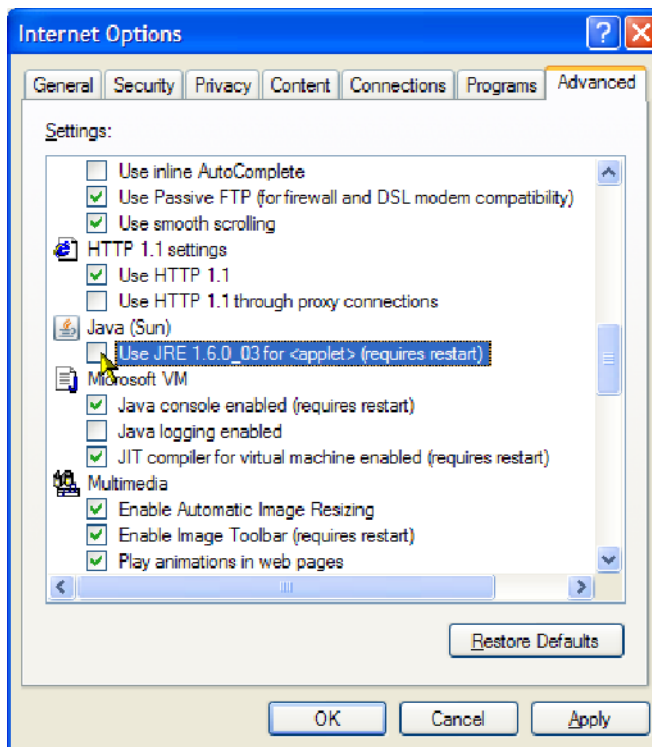 Internet Options
General Security Privacy Content Connections Programs Advanced
Settings:
Use inline AutoComplete
Use Passive FTP (for firewall and DSL modem compatibility)
Use smooth scrolling
HTTP 1.1 settings
Use HTTP 1.1
Use HTTP 1.1 through proxy connections
Java (Sun)
Use JRE 1.6.0_03 for <applet> (requires restart)
Microsoft VM
Java console enabled (requires restart)
Java logging enabled
JIT compiler for virtual machine enabled (requires restart)
Multimedia
Enable Automatic Image Resizing
Enable Image Toolbar (requires restart)
Play animations in web pages
Restore Defaults
OK Cancel Apply